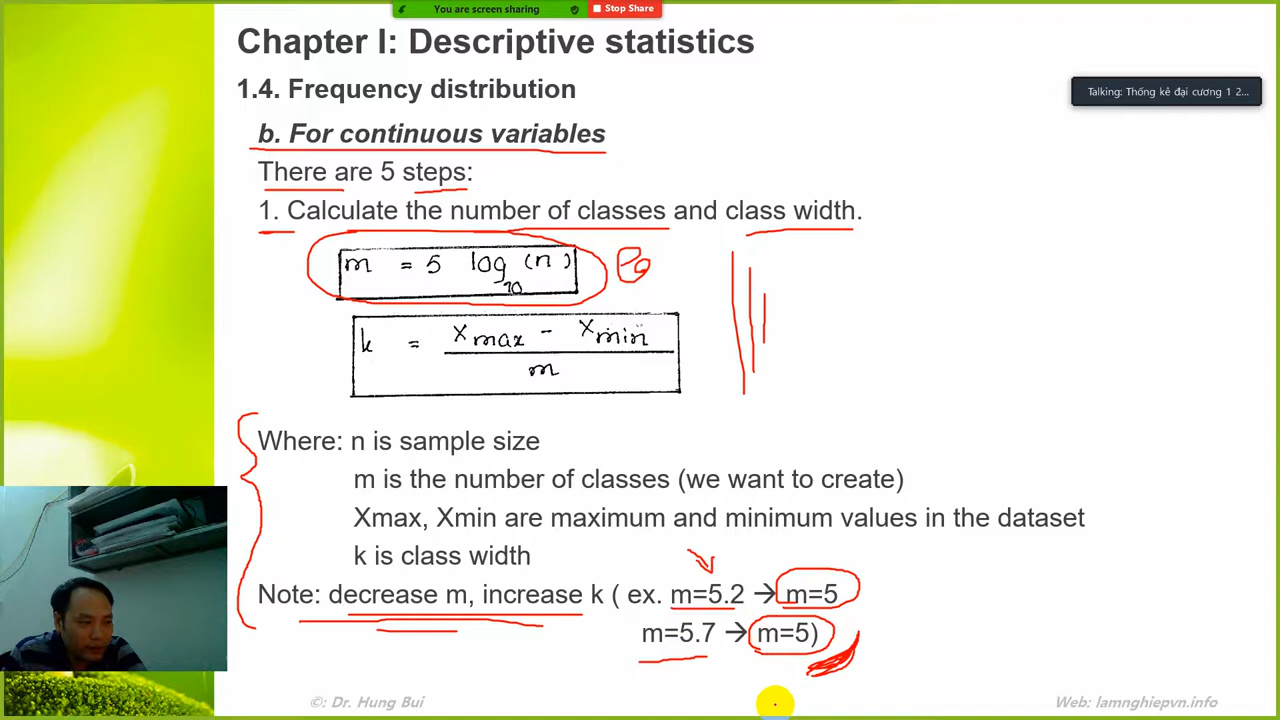 You are screen sharing Stop Share
Chapter I: Descriptive statistics
1.4. Frequency distribution
Talking: Thống kê đại cương 1 2...
b. For continuous variables
There are 5 steps:
1. Calculate the number of classes and class width.
m = 5 log10 (n)
k = Xmax - Xmin
m
Where: n is sample size
m is the number of classes (we want to create)
Xmax, Xmin are maximum and minimum values in the dataset
k is class width
Note: decrease m, increase k ( ex. m=5.2 → m=5
m=5.7 → m=5)
©: Dr. Hung Bui
Web: lamnghiepvn.info